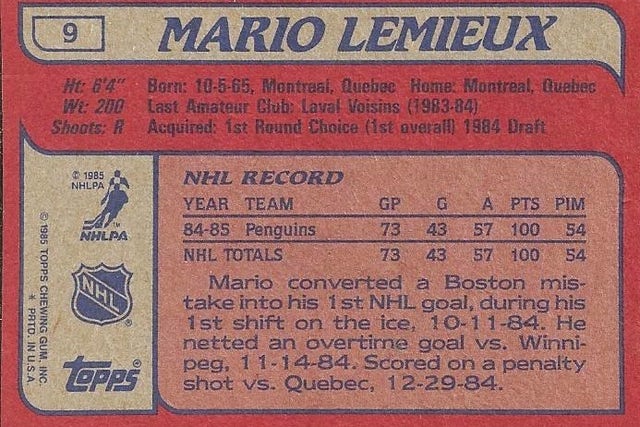 9
MARIO LEMIEUX
Ht: 6'4" Born: 10-5-65, Montreal, Quebec Home: Montreal, Quebec
Wt: 200 Last Amateur Club: Laval Voisins (1983-84)
Shoots: R Acquired: 1st Round Choice (1st overall) 1984 Draft
© 1985
NHLPA
TM
NHLPA
NHL
®
topps®
© 1985 TOPPS CHEWING GUM, INC.
* PRTD. IN U.S.A.
NHL RECORD
YEAR TEAM GP G A PTS PIM
84-85 Penguins 73 43 57 100 54
NHL TOTALS 73 43 57 100 54
Mario converted a Boston mis-
take into his 1st NHL goal, during his
1st shift on the ice, 10-11-84. He
netted an overtime goal vs. Winni-
peg, 11-14-84. Scored on a penalty
shot vs. Quebec, 12-29-84.